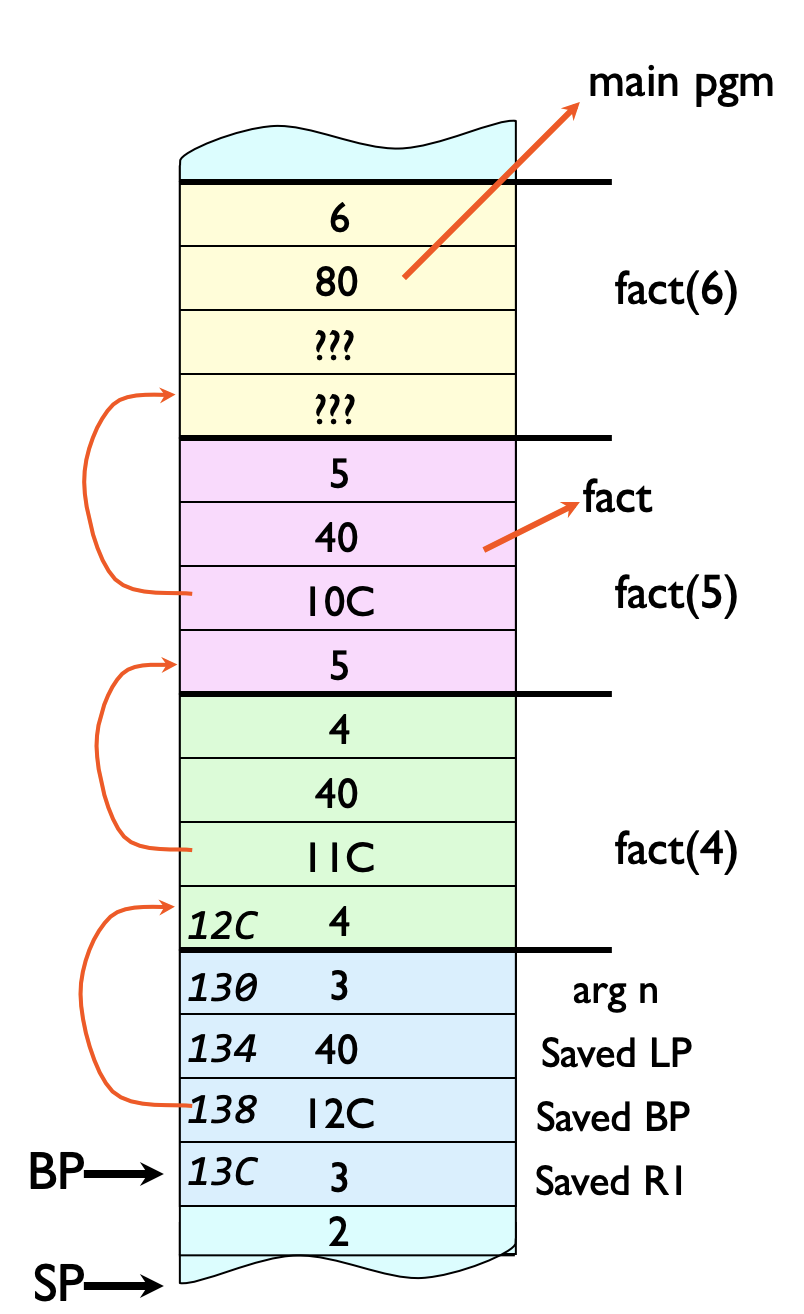 main pgm
6
80
fact(6)
???
???
5
fact
40
10C
fact(5)
5
4
40
11C
fact(4)
12C 4
130 3 arg n
134 40 Saved LP
138 12C Saved BP
BP 13C 3 Saved R1
2
SP